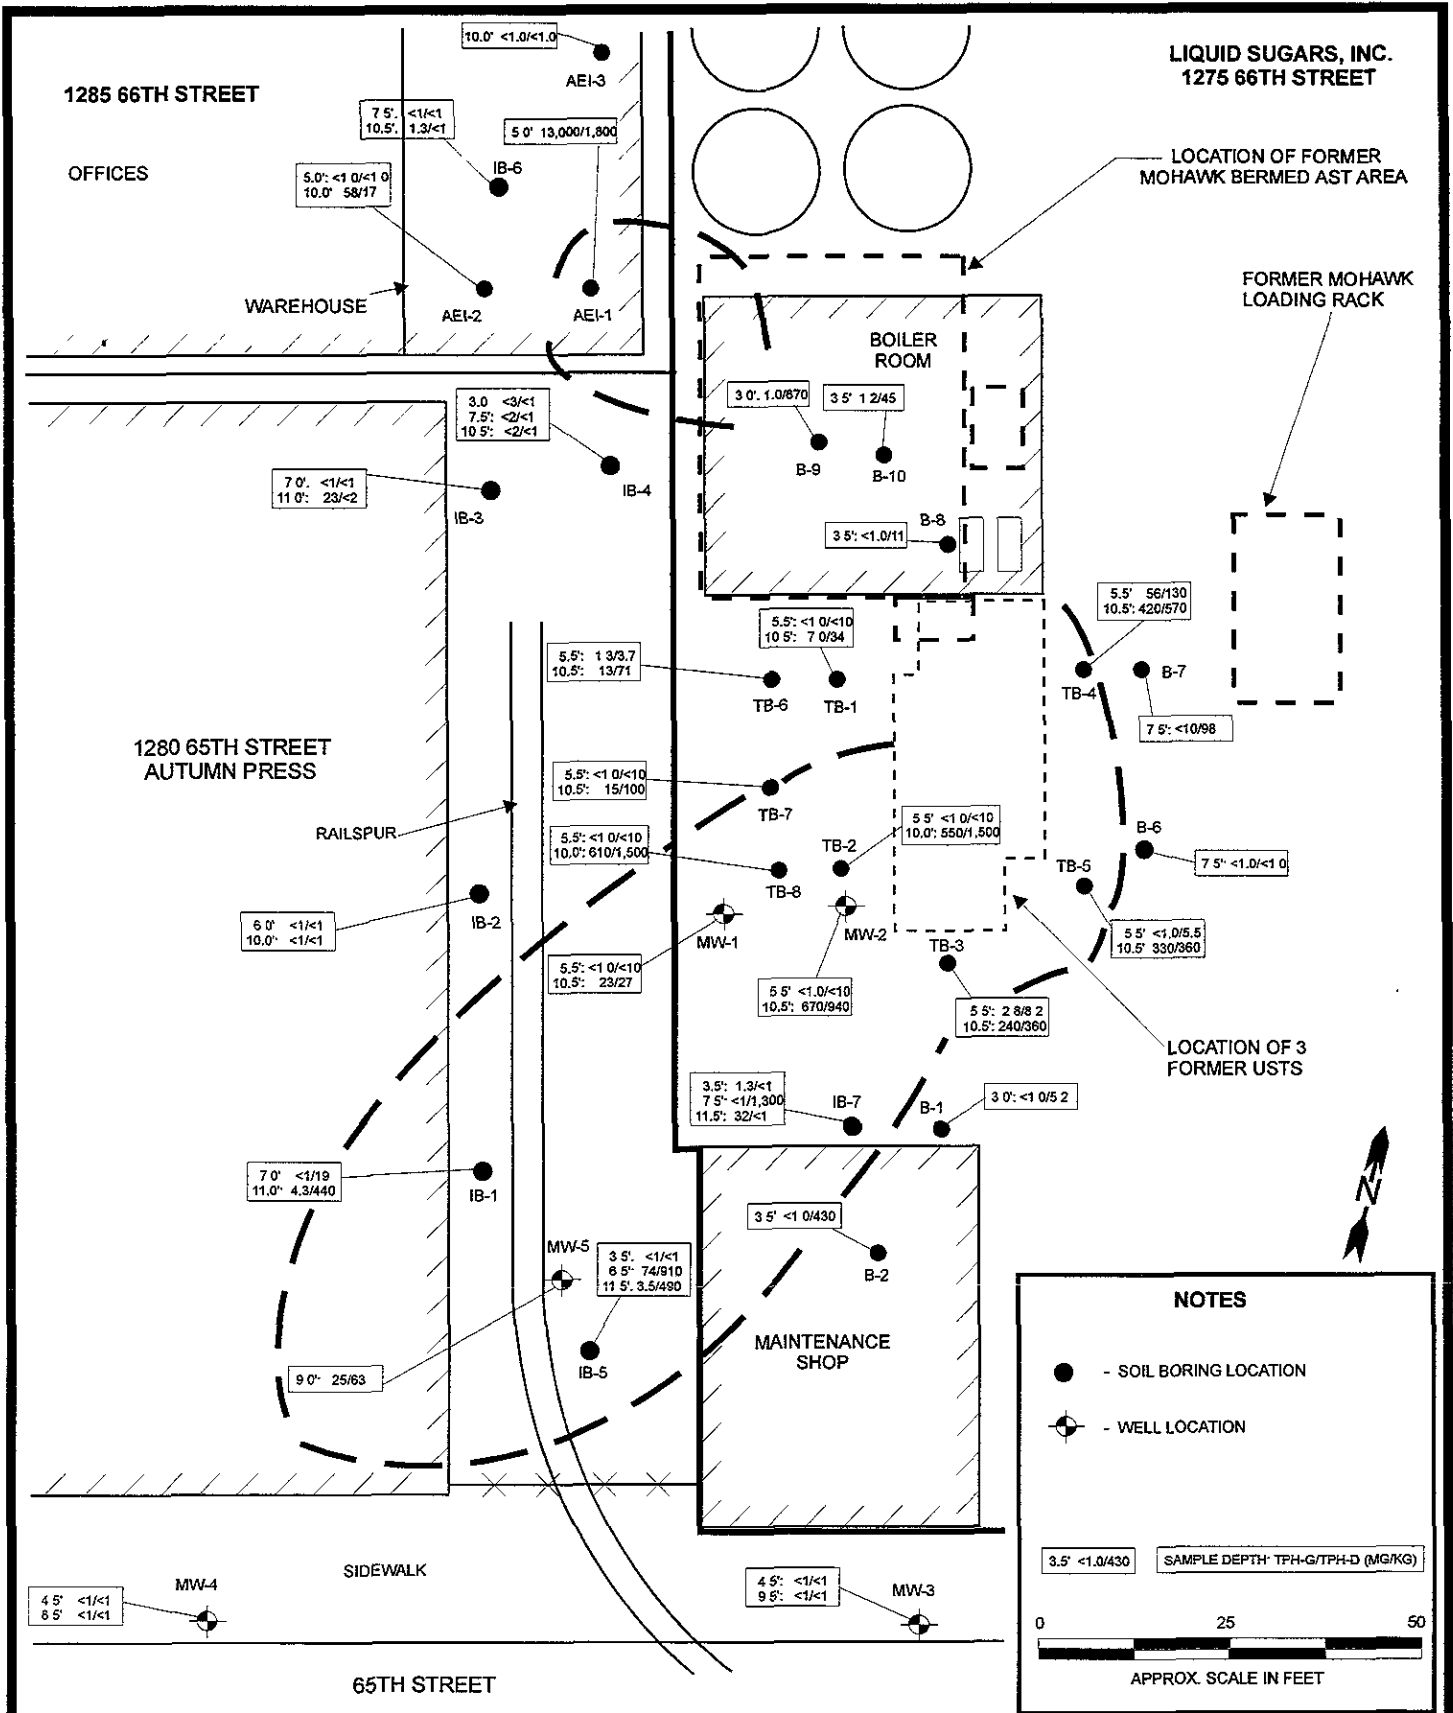 10.0' <1.0/<1.0
AEI-3
LIQUID SUGARS, INC.
1275 66TH STREET
1285 66TH STREET
7 5'. <1/<1
10.5'. 1.3/<1
5 0' 13,000/1,800
IB-6
OFFICES
5.0': <1 0/<1 0
10.0' 58/17
LOCATION OF FORMER
MOHAWK BERMED AST AREA
WAREHOUSE
AEI-2
AEI-1
FORMER MOHAWK
LOADING RACK
BOILER
ROOM
3.0 <3/<1
7.5': <2/<1
10 5': <2/<1
3 0'. 1.0/870
3 5' 1 2/45
B-9
B-10
7 0'. <1/<1
11 0': 23/<2
IB-3
IB-4
B-8
3 5': <1.0/11
5.5' 56/130
10.5': 420/570
5.5': <1 0/<10
10 5': 7 0/34
5.5': 1 3/3.7
10.5': 13/71
TB-6
TB-1
TB-4
B-7
7 5': <10/98
1280 65TH STREET
AUTUMN PRESS
5.5': <1 0/<10
10.5': 15/100
TB-7
RAILSPUR
5.5': <1 0/<10
10.0': 610/1,500
TB-2
5 5' <1 0/<10
10.0': 550/1,500
B-6
7 5'' <1.0/<1 0
TB-8
TB-5
IB-2
6 0' <1/<1
10.0'' <1/<1
MW-1
MW-2
TB-3
5 5' <1.0/5.5
10.5' 330/360
5.5': <1 0/<10
10.5': 23/27
5 5' <1.0/<10
10.5': 670/940
5 5': 2 8/8 2
10.5': 240/360
LOCATION OF 3
FORMER USTS
3.5': 1.3/<1
7 5'' <1/1,300
11.5': 32/<1
IB-7
B-1
3 0': <1 0/5 2
7 0' <1/19
11.0'' 4.3/440
IB-1
N
3 5' <1 0/430
B-2
MW-5
3 5'. <1/<1
6 5'' 74/910
11 5'. 3.5/490
MAINTENANCE
SHOP
9 0'' 25/63
IB-5
NOTES
- SOIL BORING LOCATION
- WELL LOCATION
3.5' <1.0/430
SAMPLE DEPTH' TPH-G/TPH-D (MG/KG)
SIDEWALK
MW-4
4 5' <1/<1
8 5' <1/<1
4 5': <1/<1
9 5': <1/<1
MW-3
0 25 50
APPROX. SCALE IN FEET
65TH STREET